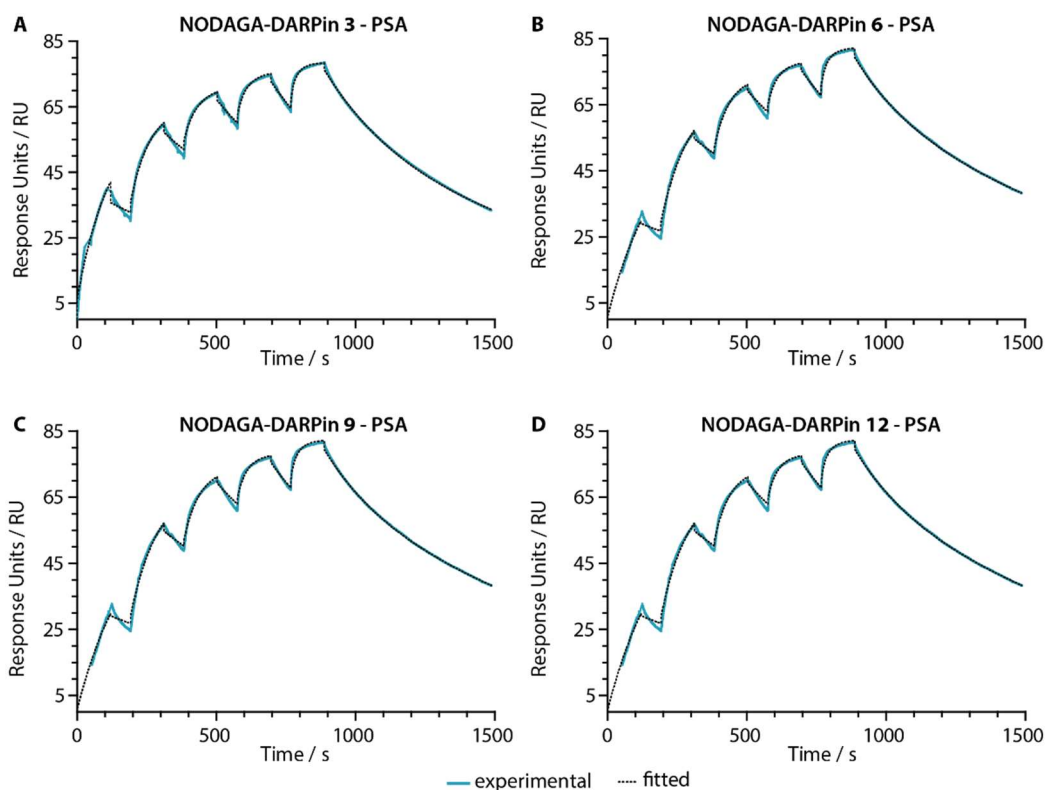 A
NODAGA-DARPin 3 - PSA
85
65
45
25
5
Response Units / RU
0
500
1000
1500
Time / s
B
NODAGA-DARPin 6 - PSA
85
65
45
25
5
Response Units / RU
0
500
1000
1500
Time / s
C
NODAGA-DARPin 9 - PSA
85
65
45
25
5
Response Units / RU
0
500
1000
1500
Time / s
D
NODAGA-DARPin 12 - PSA
85
65
45
25
5
Response Units / RU
0
500
1000
1500
Time / s
experimental
fitted